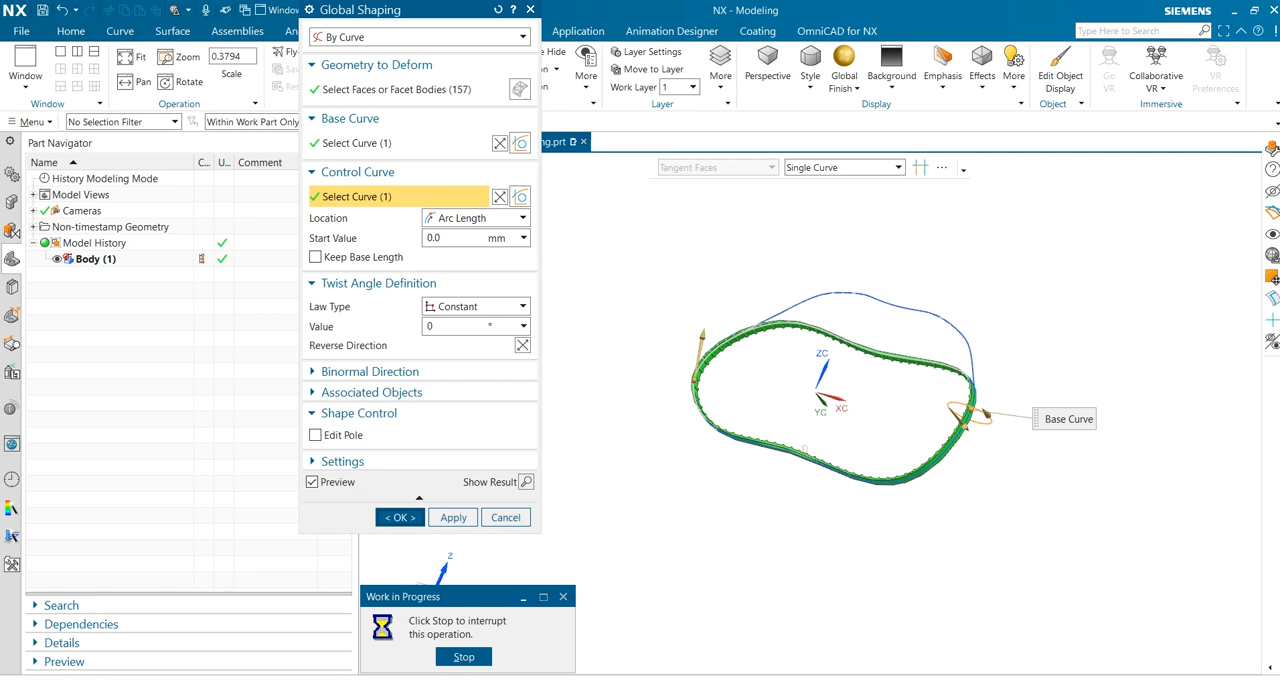 NX
Window
Global Shaping
NX - Modeling
SIEMENS
File
Home
Curve
Surface
Assemblies
Application
Animation Designer
Coating
OmniCAD for NX
Type Here to Search
Window
Fit
Zoom
0.3794
Pan
Rotate
Scale
Window
Operation
By Curve
Geometry to Deform
Select Faces or Facet Bodies (157)
Base Curve
Select Curve (1)
Control Curve
Select Curve (1)
Location
Arc Length
Start Value
0.0
mm
Keep Base Length
Twist Angle Definition
Law Type
Constant
Value
0
°
Reverse Direction
Binormal Direction
Associated Objects
Shape Control
Edit Pole
Settings
Preview
Show Result
< OK >
Apply
Cancel
Hide
More
Layer Settings
Move to Layer
Work Layer
1
More
Layer
Perspective
Style
Global
Finish
Background
Emphasis
Effects
More
Display
Edit Object
Display
Object
Go
VR
Collaborative
VR
VR
Preferences
Immersive
Menu
No Selection Filter
Within Work Part Only
Part Navigator
Name
C...
U...
Comment
History Modeling Mode
Model Views
Cameras
Non-timestamp Geometry
Model History
Body (1)
ng.prt
Tangent Faces
Single Curve
ZC
YC
XC
Base Curve
Z
Work in Progress
Click Stop to interrupt
this operation.
Stop
Search
Dependencies
Details
Preview